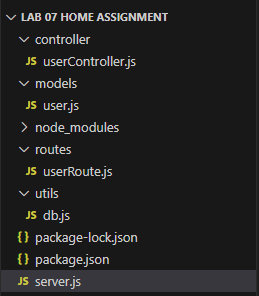 LAB 07 HOME ASSIGNMENT
controller
JS userController.js
models
JS user.js
node_modules
routes
JS userRoute.js
utils
JS db.js
{} package-lock.json
{} package.json
JS server.js